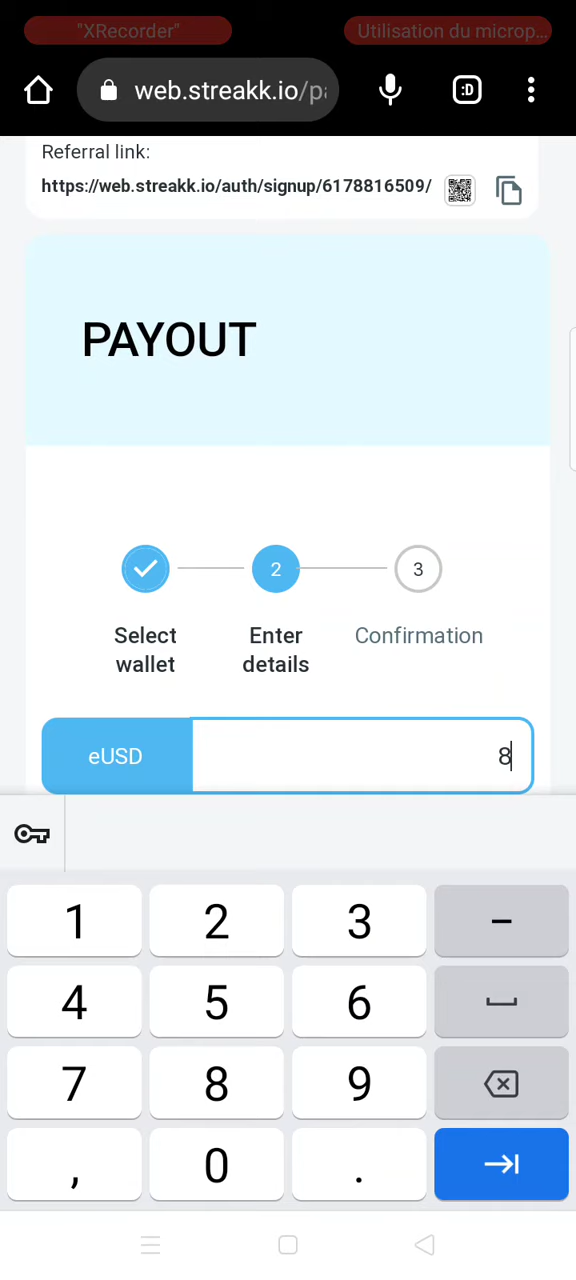 "XRecorder"
Utilisation du microp...
:D
web.streakk.io/pa
Referral link:
https://web.streakk.io/auth/signup/6178816509/
PAYOUT
2
3
Select
wallet
Enter
details
Confirmation
eUSD
8
1
2
3
–
4
5
6
7
8
9
,
0
.